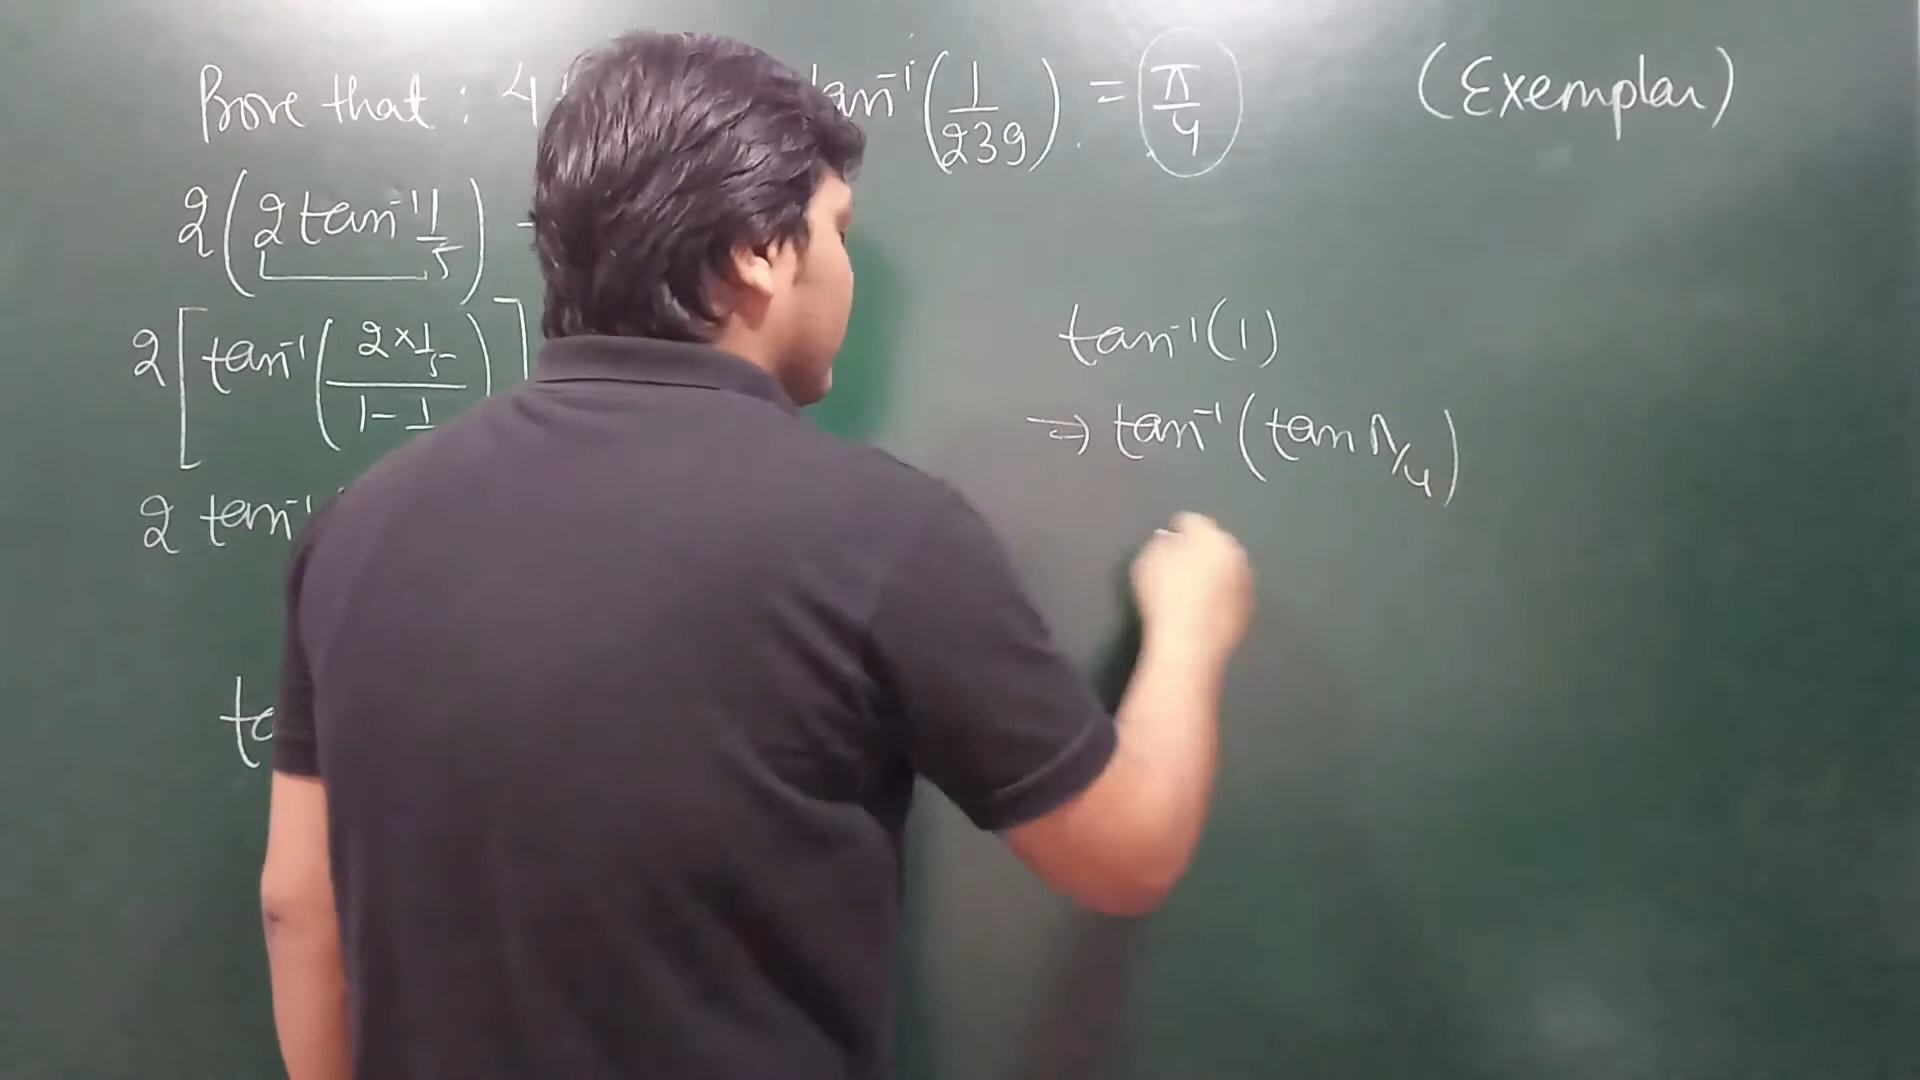 Prove that : 4 tan⁻¹(1/239) = π/4 (Exemplar)
2(2 tan⁻¹ 1/5) -
2[tan⁻¹((2×1/5)/(1-1))]
2 tan⁻¹
ta
tan⁻¹(1)
⇒ tan⁻¹(tan π/4)